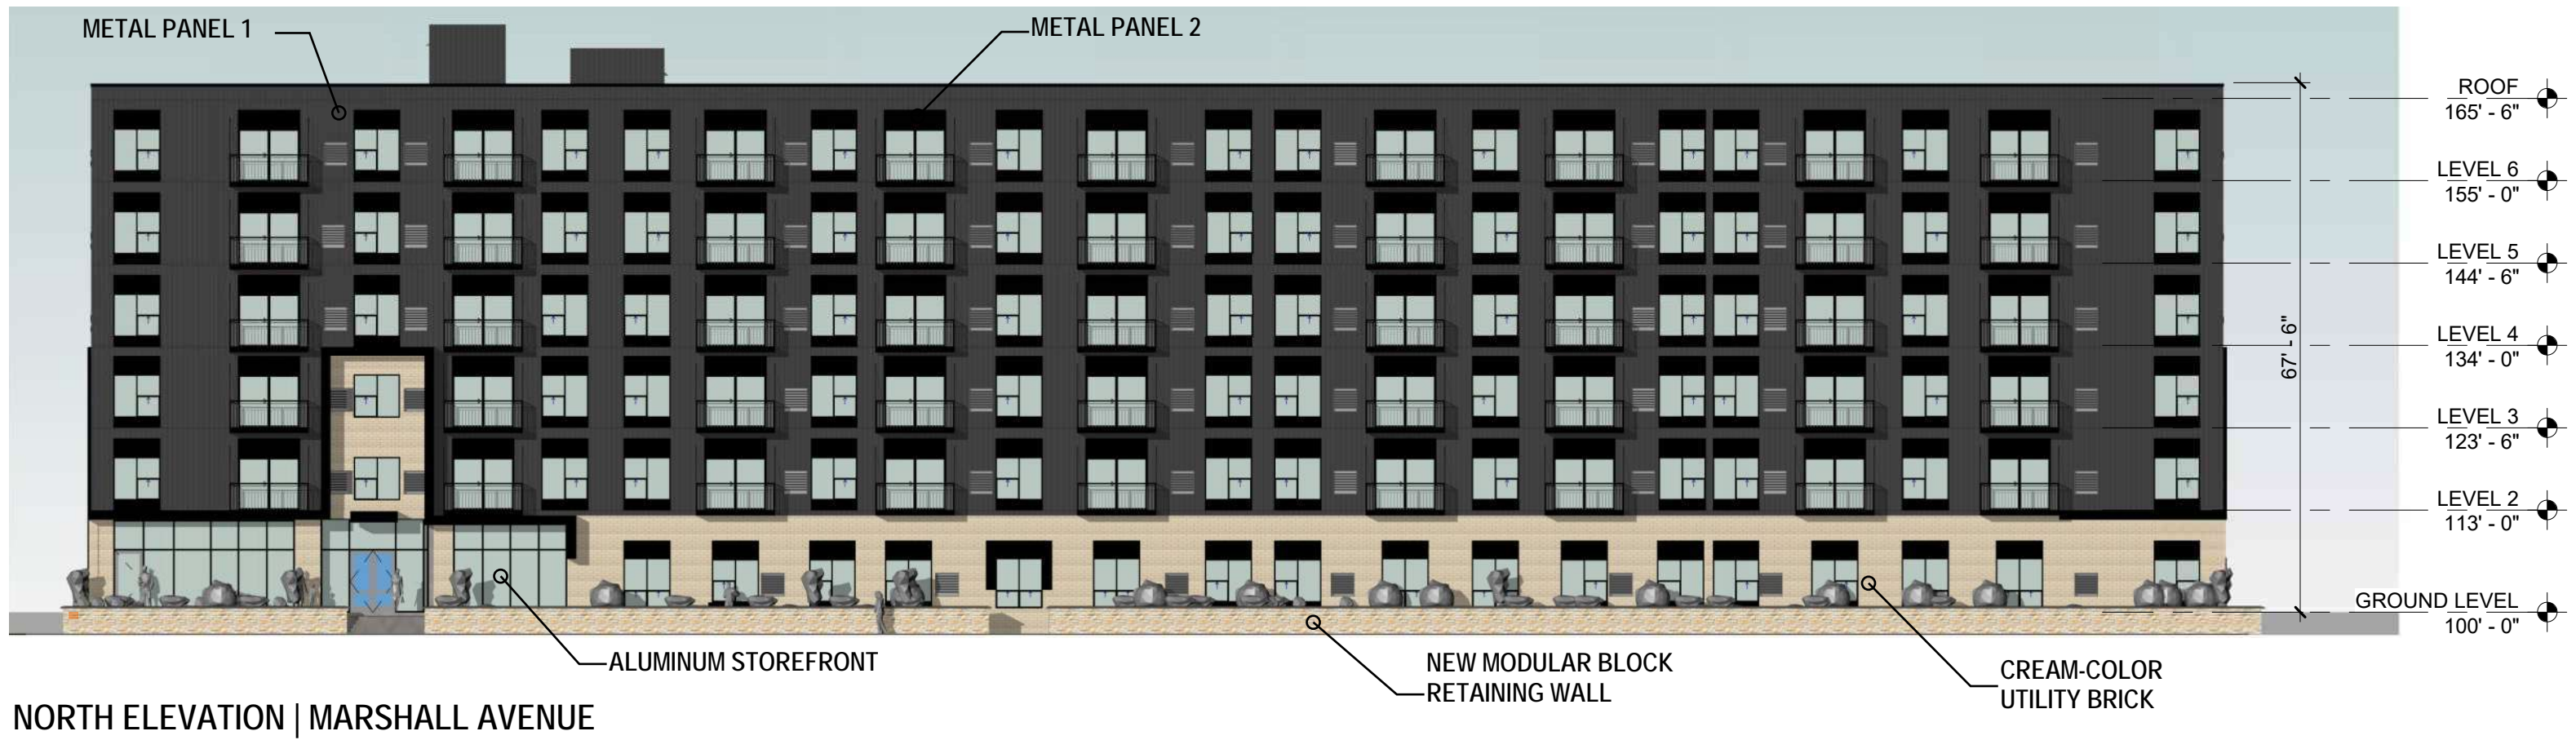 METAL PANEL 1
METAL PANEL 2
ROOF
165' - 6"
LEVEL 6
155' - 0"
LEVEL 5
144' - 6"
LEVEL 4
134' - 0"
67' - 6"
LEVEL 3
123' - 6"
LEVEL 2
113' - 0"
GROUND LEVEL
100' - 0"
ALUMINUM STOREFRONT
NEW MODULAR BLOCK
RETAINING WALL
CREAM-COLOR
UTILITY BRICK
NORTH ELEVATION | MARSHALL AVENUE